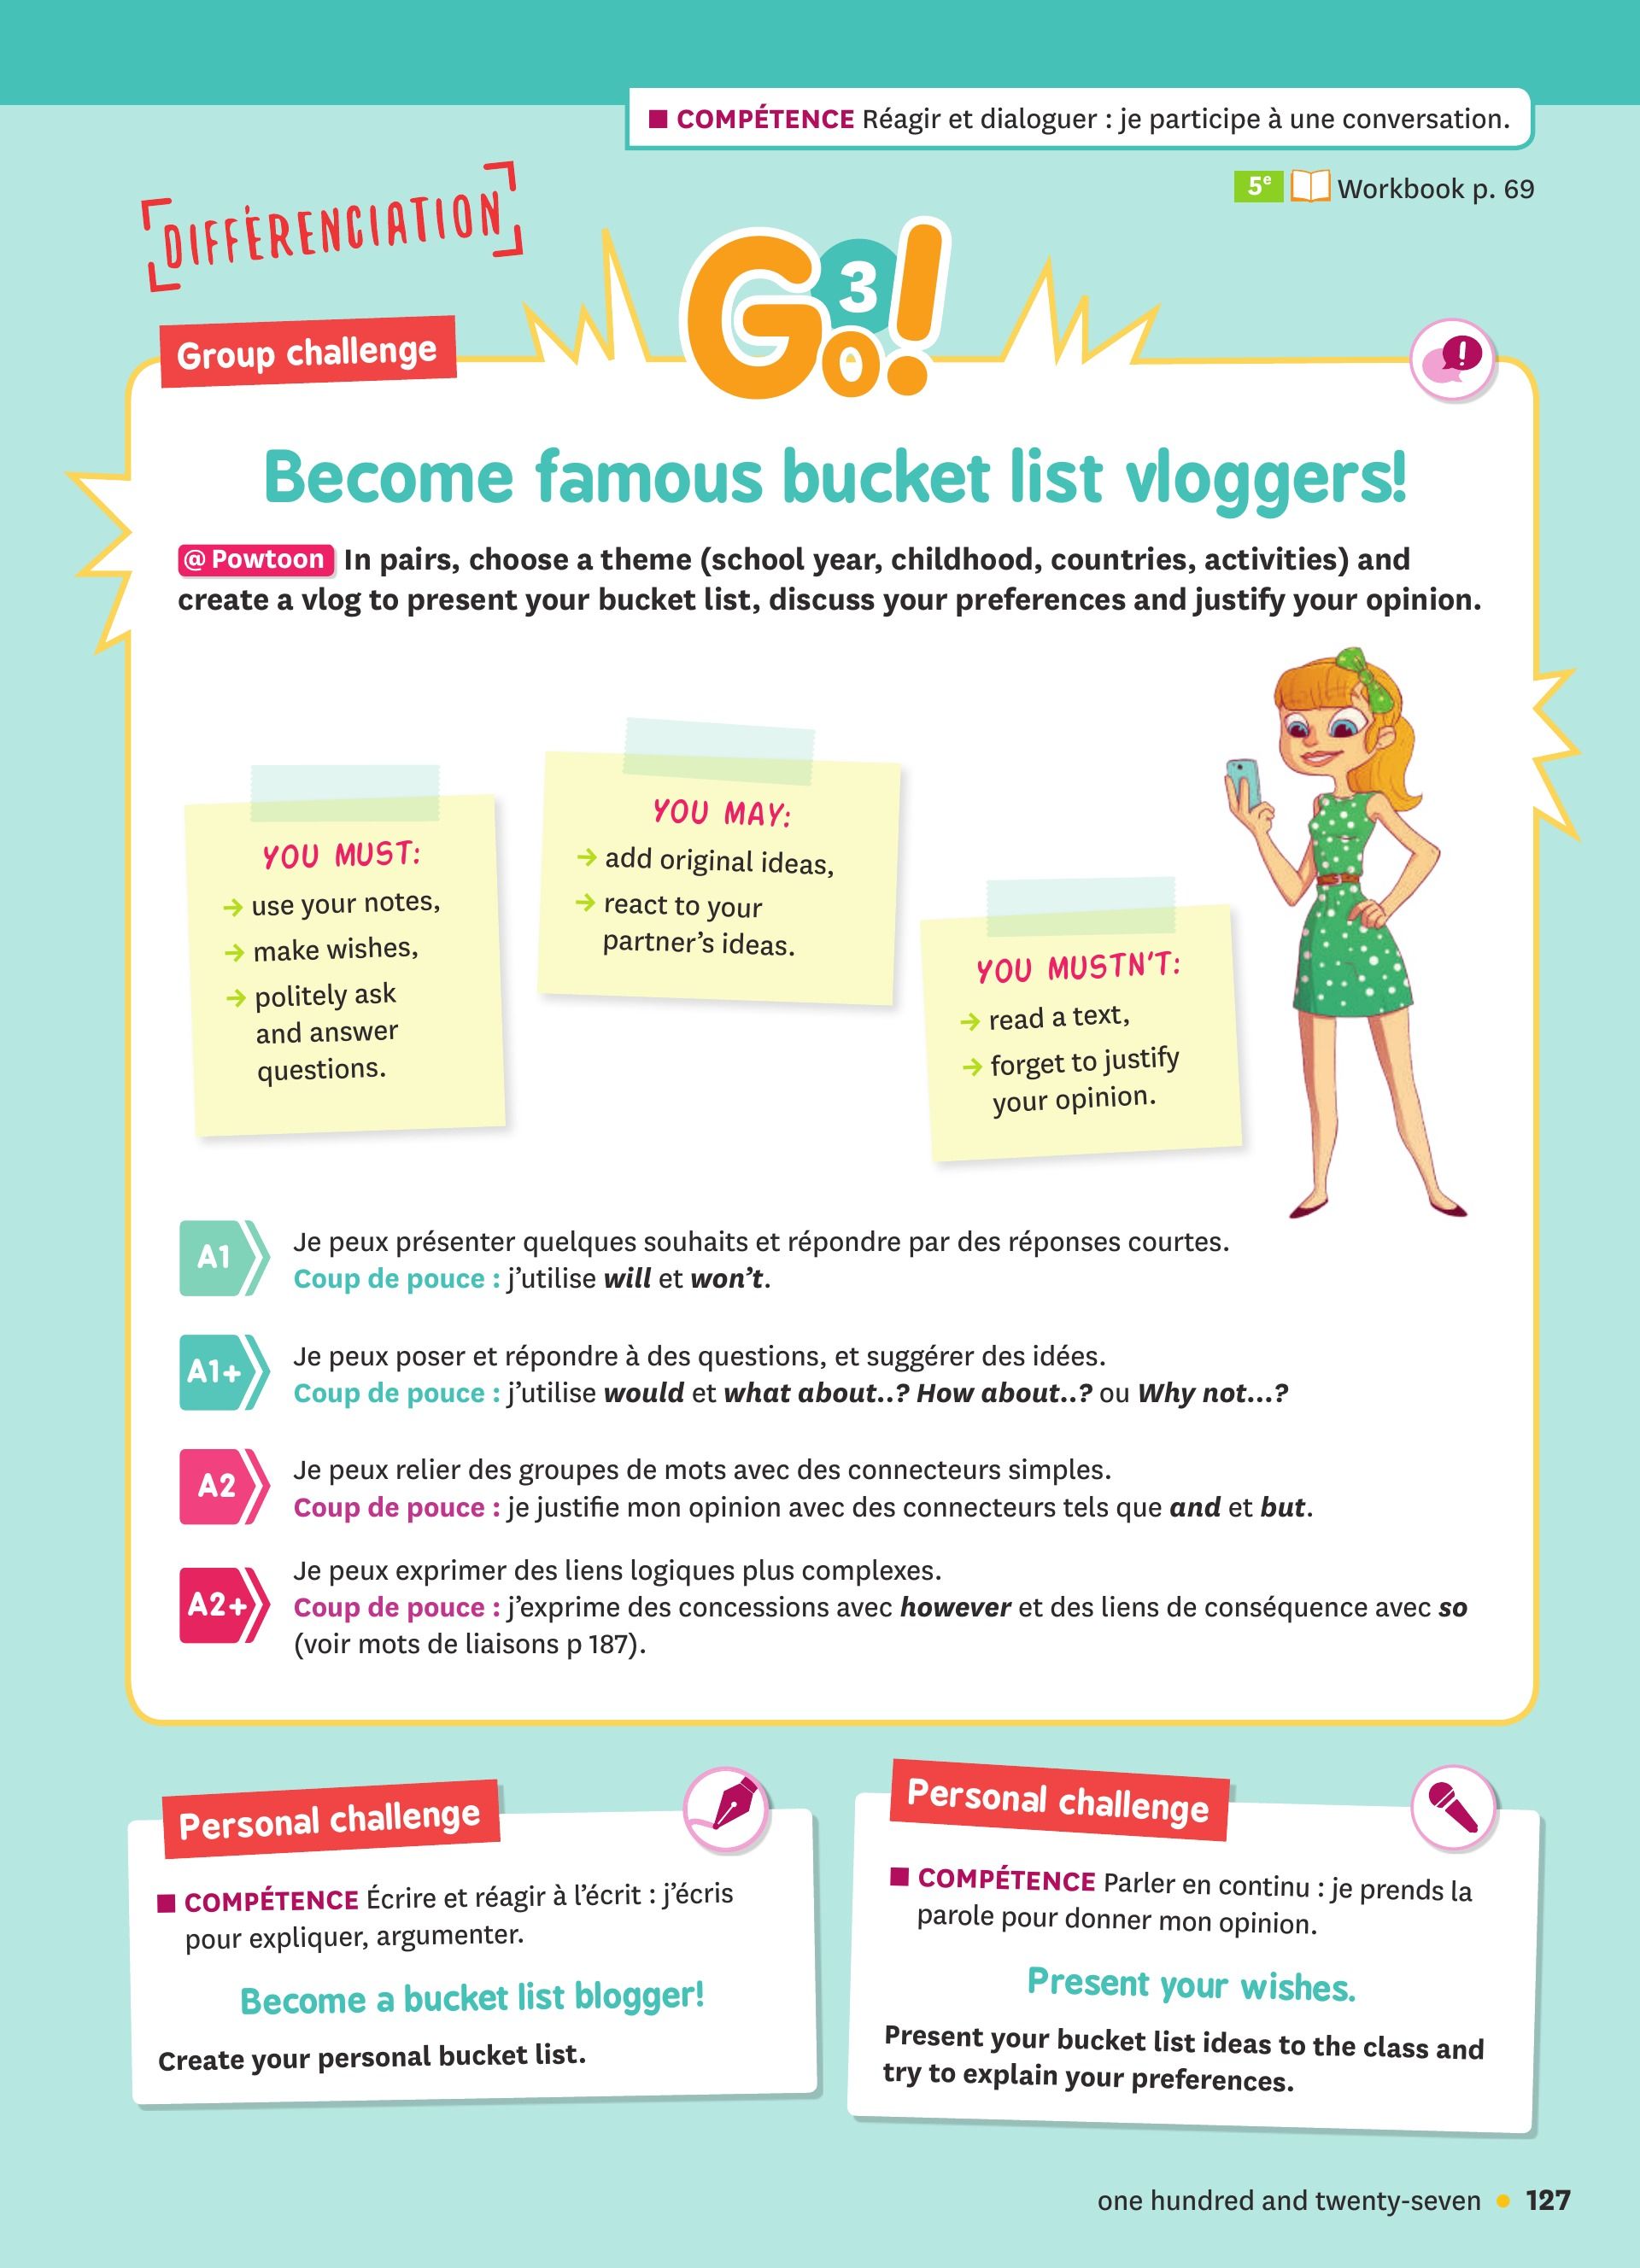 ■ COMPÉTENCE Réagir et dialoguer : je participe à une conversation.
5e Workbook p. 69
DIFFÉRENCIATION
Go! 3
Group challenge
Become famous bucket list vloggers!
@ Powtoon In pairs, choose a theme (school year, childhood, countries, activities) and
create a vlog to present your bucket list, discuss your preferences and justify your opinion.
YOU MUST:
→ use your notes,
→ make wishes,
→ politely ask
and answer
questions.
YOU MAY:
→ add original ideas,
→ react to your
partner's ideas.
YOU MUSTN'T:
→ read a text,
→ forget to justify
your opinion.
A1
Je peux présenter quelques souhaits et répondre par des réponses courtes.
Coup de pouce : j'utilise will et won't.
A1+
Je peux poser et répondre à des questions, et suggérer des idées.
Coup de pouce : j'utilise would et what about..? How about..? ou Why not...?
A2
Je peux relier des groupes de mots avec des connecteurs simples.
Coup de pouce : je justifie mon opinion avec des connecteurs tels que and et but.
A2+
Je peux exprimer des liens logiques plus complexes.
Coup de pouce : j'exprime des concessions avec however et des liens de conséquence avec so
(voir mots de liaisons p 187).
Personal challenge
■ COMPÉTENCE Écrire et réagir à l'écrit : j'écris
pour expliquer, argumenter.
Become a bucket list blogger!
Create your personal bucket list.
Personal challenge
■ COMPÉTENCE Parler en continu : je prends la
parole pour donner mon opinion.
Present your wishes.
Present your bucket list ideas to the class and
try to explain your preferences.
one hundred and twenty-seven • 127